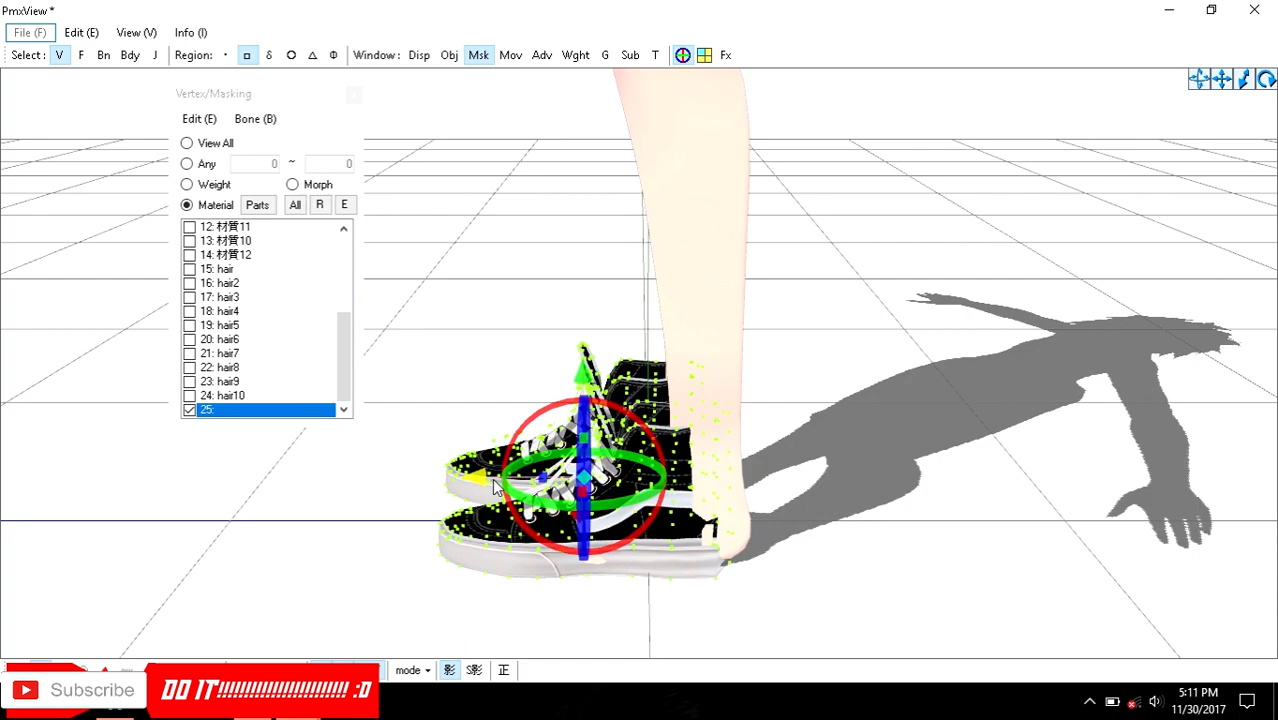 PmxView *
File (F) Edit (E) View (V) Info (I)
Select : V F Bn Bdy J Region: Window : Disp Obj Msk Mov Adv Wght G Sub T Fx
Vertex/Masking
Edit (E) Bone (B)
View All
Any 0 ~ 0
Weight Morph
Material Parts All R E
12: 材質11
13: 材質10
14: 材質12
15: hair
16: hair2
17: hair3
18: hair4
19: hair5
20: hair6
21: hair7
22: hair8
23: hair9
24: hair10
25:
mode 影 S影 正
Subscribe
DO IT!!!!!!!!!!!!!!!!!!!!!!! :D
5:11 PM
11/30/2017